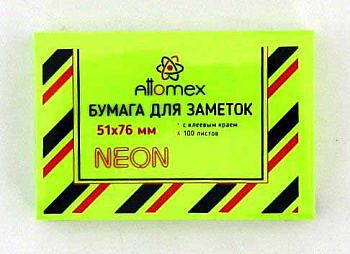 Attomex
БУМАГА ДЛЯ ЗАМЕТОК
51x76 мм
* с клеевым краем
* 100 листов
NEON